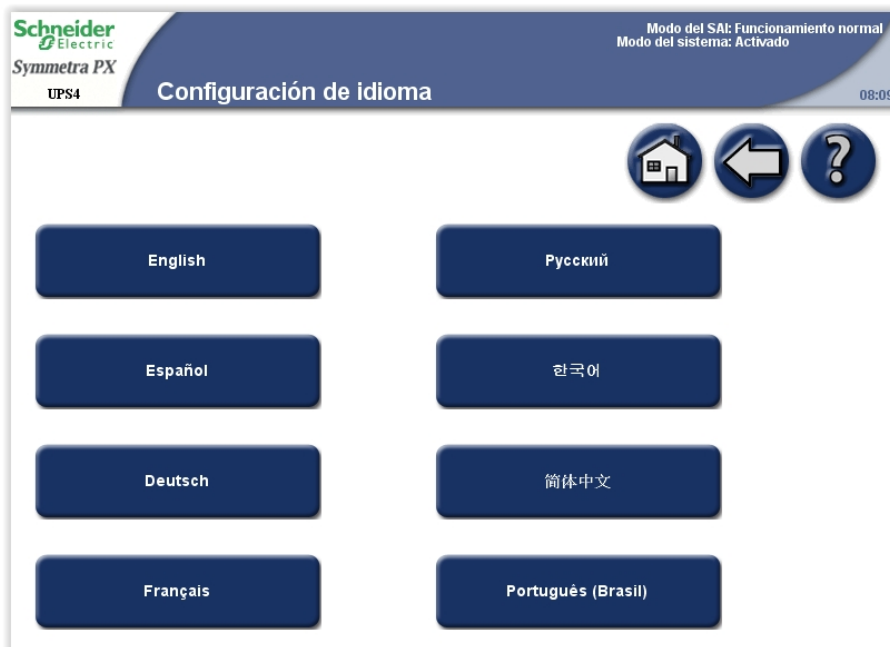 Schneider
Electric
Symmetra PX
UPS4
Configuración de idioma
Modo del SAI: Funcionamiento normal
Modo del sistema: Activado
08:09
?
English
Русский
Español
한국어
Deutsch
简体中文
Français
Português (Brasil)